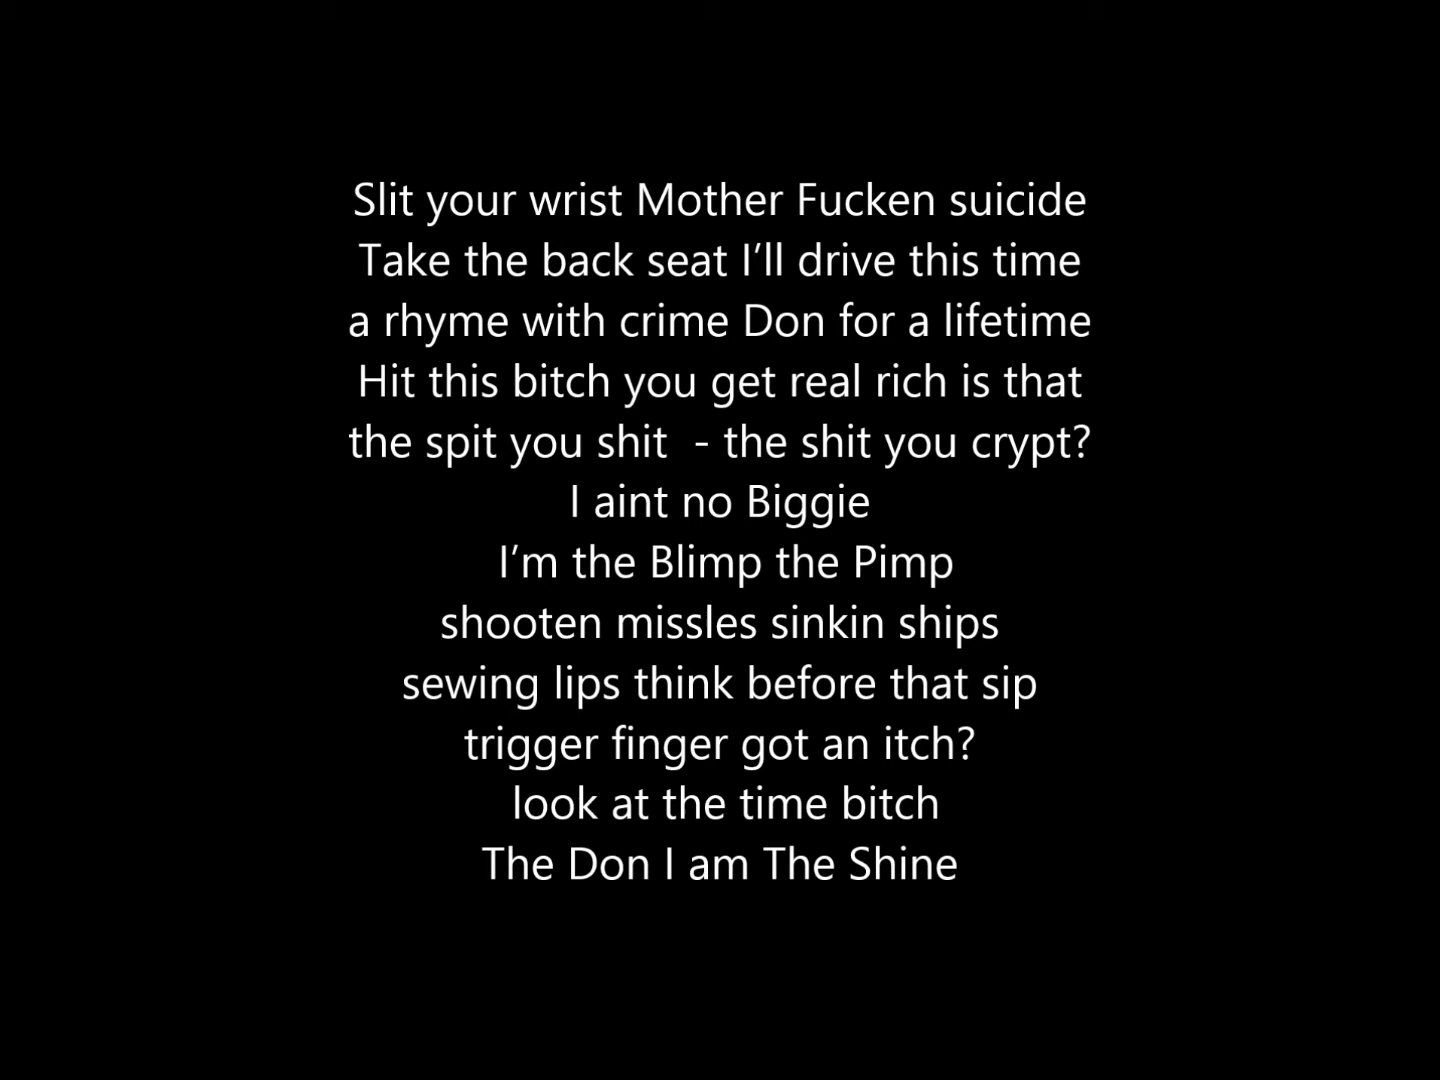 Slit your wrist Mother Fucken suicide
Take the back seat I’ll drive this time
a rhyme with crime Don for a lifetime
Hit this bitch you get real rich is that
the spit you shit  - the shit you crypt?
I aint no Biggie
I’m the Blimp the Pimp
shooten missles sinkin ships
sewing lips think before that sip
trigger finger got an itch?
look at the time bitch
The Don I am The Shine